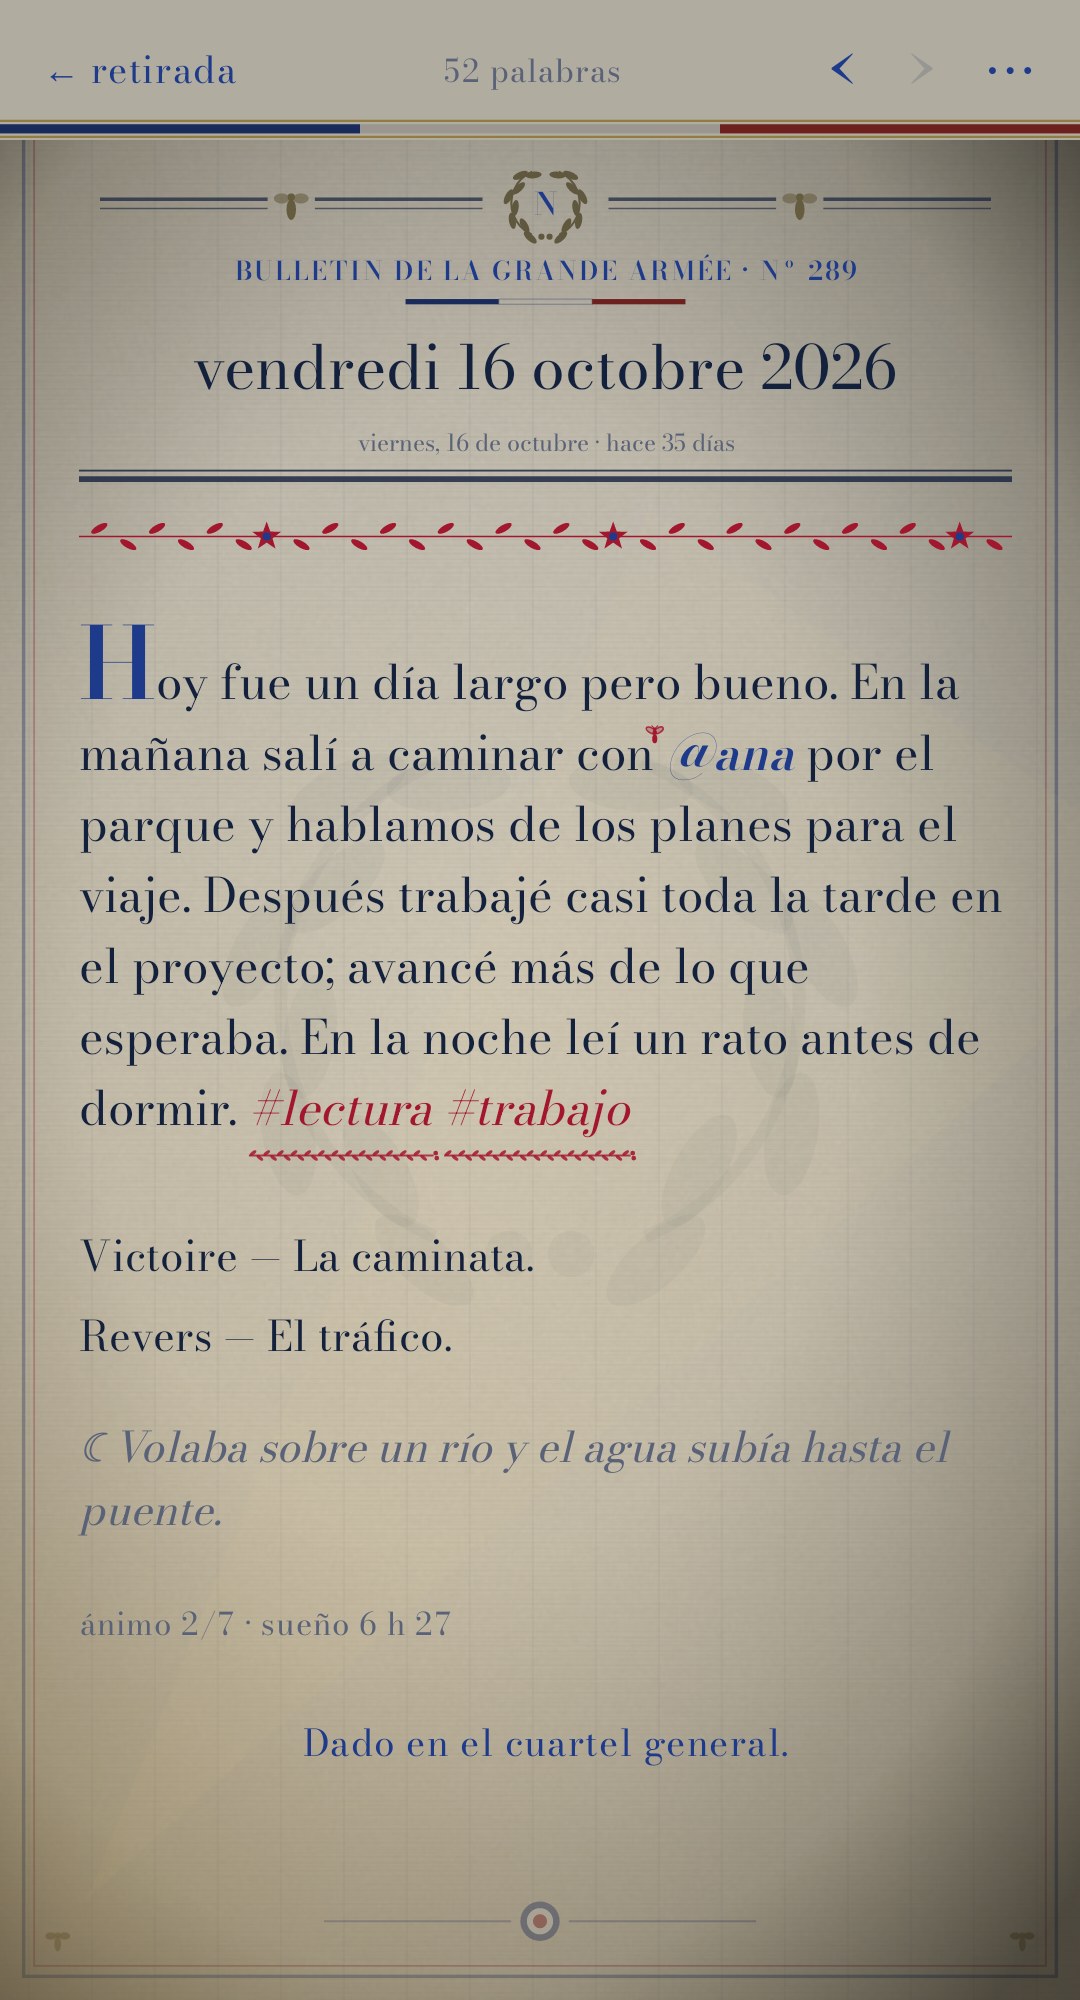 ← retirada
52 palabras
N
BULLETIN DE LA GRANDE ARMÉE · Nº 289
vendredi 16 octobre 2026
viernes, 16 de octubre · hace 35 días
Hoy fue un día largo pero bueno. En la
mañana salí a caminar con @ana por el
parque y hablamos de los planes para el
viaje. Después trabajé casi toda la tarde en
el proyecto; avancé más de lo que
esperaba. En la noche leí un rato antes de
dormir. #lectura #trabajo
Victoire — La caminata.
Revers — El tráfico.
☾ Volaba sobre un río y el agua subía hasta el
puente.
ánimo 2/7 · sueño 6 h 27
Dado en el cuartel general.